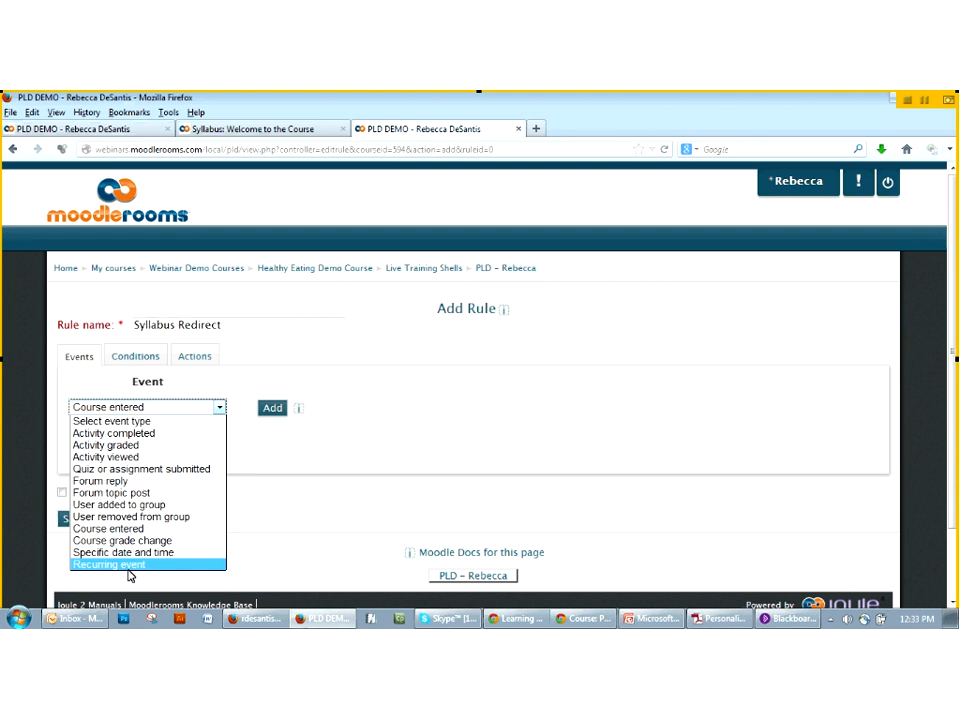 PLD DEMO - Rebecca DeSantis - Mozilla Firefox
File Edit View History Bookmarks Tools Help
PLD DEMO - Rebecca DeSantis × Syllabus: Welcome to the Course × PLD DEMO - Rebecca DeSantis × +
webinars.moodlerooms.com/local/pld/view.php?controller=editrule&courseid=594&action=add&ruleid=0 Google
moodlerooms
Rebecca !
Home My courses Webinar Demo Courses Healthy Eating Demo Course Live Training Shells PLD - Rebecca
Add Rule
Rule name: * Syllabus Redirect
Events Conditions Actions
Event
Course entered Add
Select event type
Activity completed
Activity graded
Activity viewed
Quiz or assignment submitted
Forum reply
Forum topic post
User added to group
User removed from group
Course entered
Course grade change
Specific date and time
Recurring event
Moodle Docs for this page
PLD - Rebecca
Joule 2 Manuals | Moodlerooms Knowledge Base |
Powered by joule
Inbox - M... rdesantis... PLD DEM... Skype™ [1... Learning ... Course: P... Microsoft... Personali... Blackboar... 12:33 PM